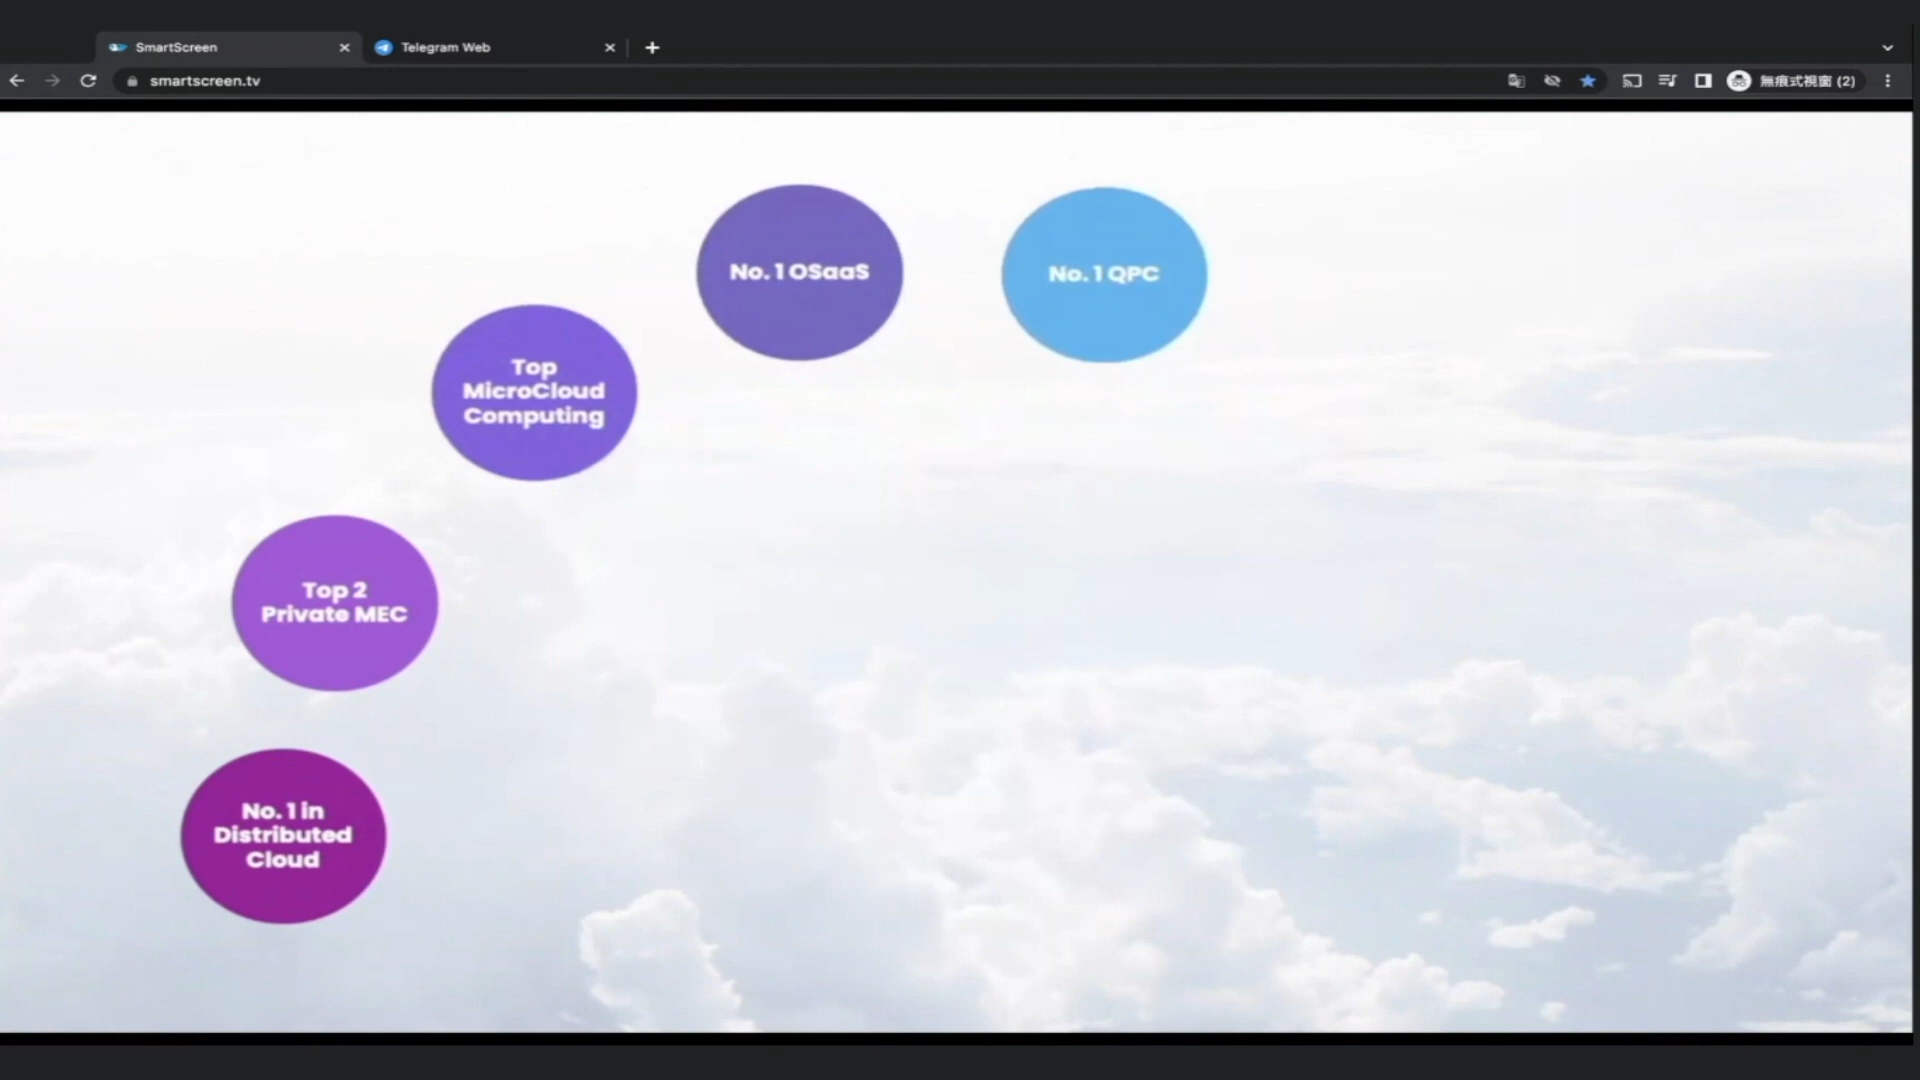 SmartScreen
Telegram Web
smartscreen.tv
無痕式視窗 (2)
No. 1 OSaaS
No. 1 QPC
Top
MicroCloud
Computing
Top 2
Private MEC
No. 1 in
Distributed
Cloud